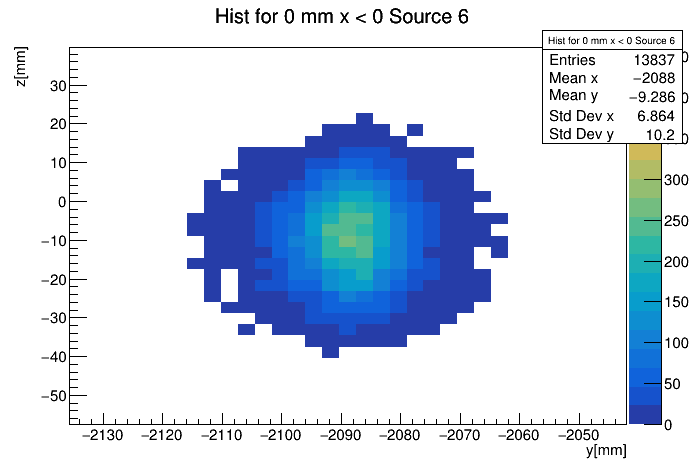 Hist for 0 mm x < 0 Source 6
z[mm]
Hist for 0 mm x < 0 Source 6
Entries 13837
Mean x −2088
Mean y −9.286
Std Dev x 6.864
Std Dev y 10.2
30
20
10
0
−10
−20
−30
−40
−50
−2130 −2120 −2110 −2100 −2090 −2080 −2070 −2060 −2050
y[mm]
300
250
200
150
100
50
0